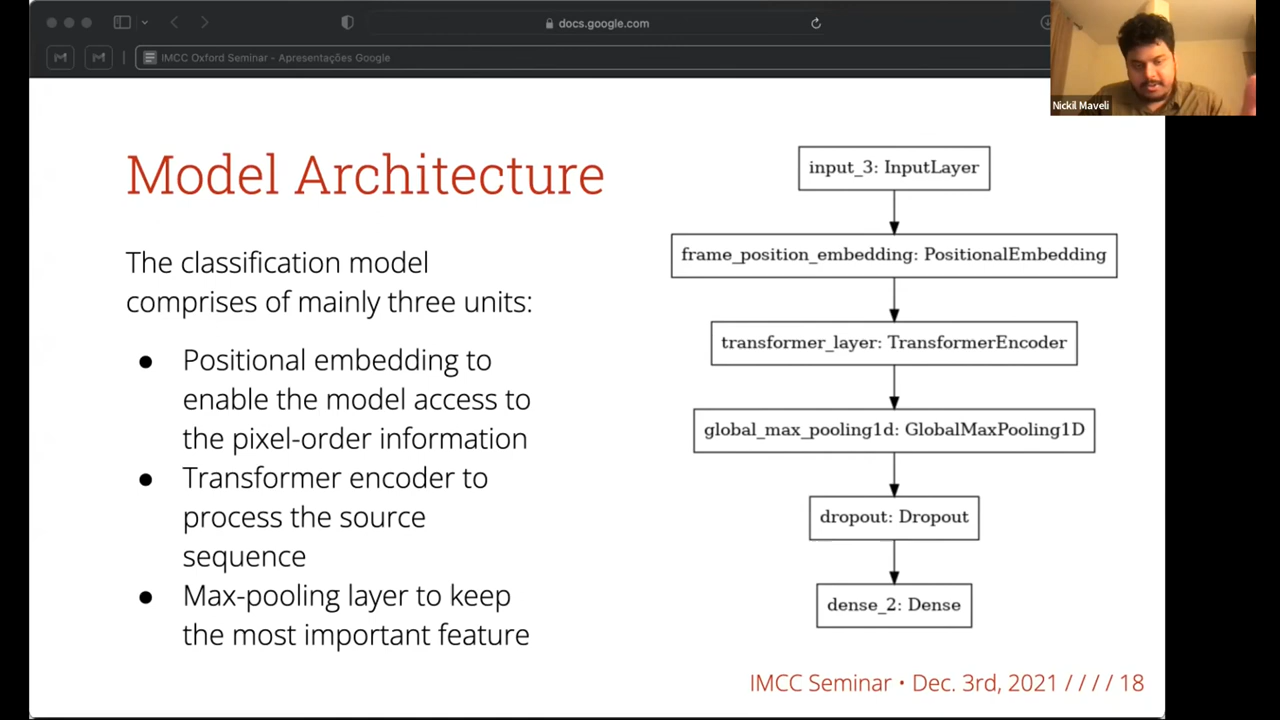 docs.google.com
IMCC Oxford Seminar - Apresentações Google
Nickil Maveli
Model Architecture
The classification model
comprises of mainly three units:
● Positional embedding to
enable the model access to
the pixel-order information
● Transformer encoder to
process the source
sequence
● Max-pooling layer to keep
the most important feature
input_3: InputLayer
frame_position_embedding: PositionalEmbedding
transformer_layer: TransformerEncoder
global_max_pooling1d: GlobalMaxPooling1D
dropout: Dropout
dense_2: Dense
IMCC Seminar • Dec. 3rd, 2021 / / / / 18